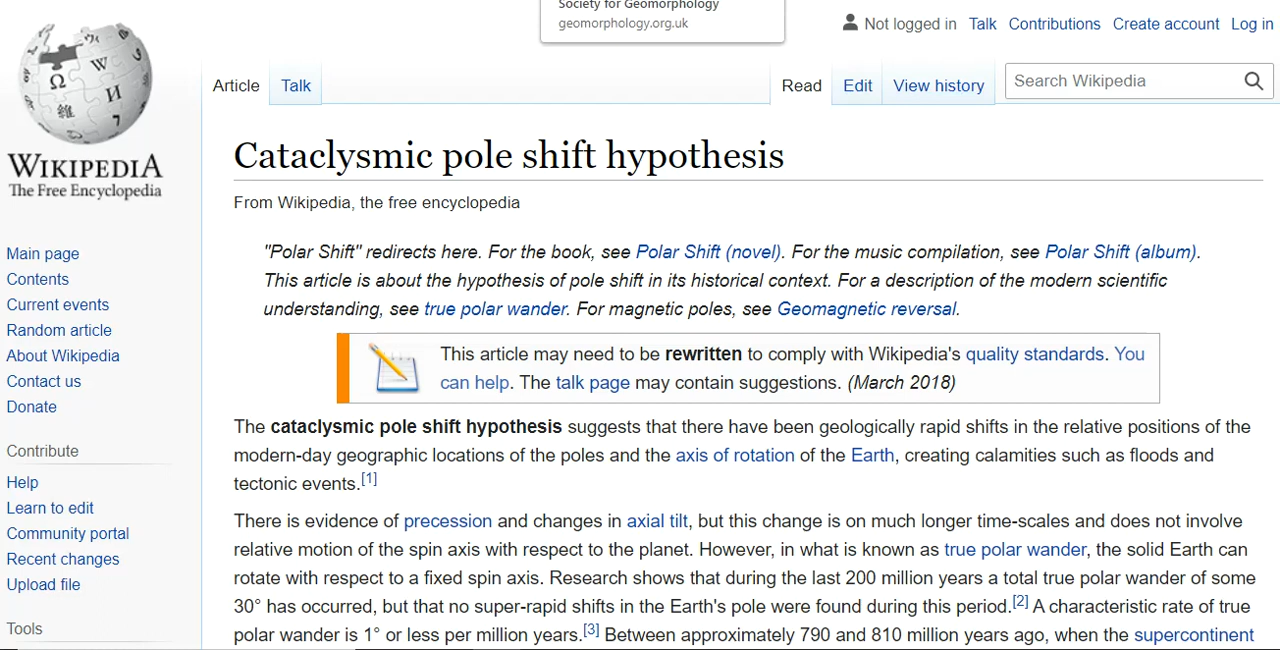 Society for Geomorphology
geomorphology.org.uk
Not logged in Talk Contributions Create account Log in
Article Talk Read Edit View history Search Wikipedia
WIKIPEDIA
The Free Encyclopedia
Main page
Contents
Current events
Random article
About Wikipedia
Contact us
Donate
Contribute
Help
Learn to edit
Community portal
Recent changes
Upload file
Tools
Cataclysmic pole shift hypothesis
From Wikipedia, the free encyclopedia
"Polar Shift" redirects here. For the book, see Polar Shift (novel). For the music compilation, see Polar Shift (album).
This article is about the hypothesis of pole shift in its historical context. For a description of the modern scientific
understanding, see true polar wander. For magnetic poles, see Geomagnetic reversal.
This article may need to be rewritten to comply with Wikipedia's quality standards. You
can help. The talk page may contain suggestions. (March 2018)
The cataclysmic pole shift hypothesis suggests that there have been geologically rapid shifts in the relative positions of the
modern-day geographic locations of the poles and the axis of rotation of the Earth, creating calamities such as floods and
tectonic events.[1]
There is evidence of precession and changes in axial tilt, but this change is on much longer time-scales and does not involve
relative motion of the spin axis with respect to the planet. However, in what is known as true polar wander, the solid Earth can
rotate with respect to a fixed spin axis. Research shows that during the last 200 million years a total true polar wander of some
30° has occurred, but that no super-rapid shifts in the Earth's pole were found during this period.[2] A characteristic rate of true
polar wander is 1° or less per million years.[3] Between approximately 790 and 810 million years ago, when the supercontinent